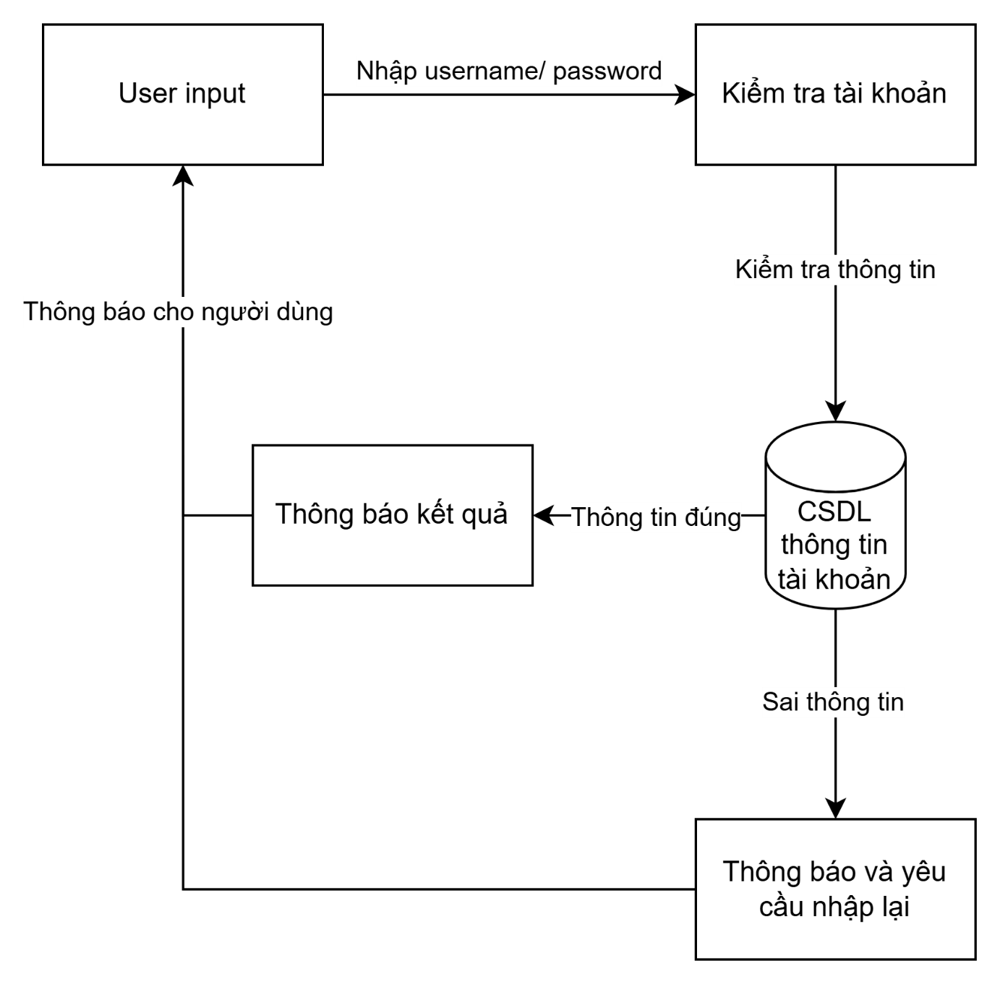 User input
Nhập username/ password
Kiểm tra tài khoản
Kiểm tra thông tin
Thông báo cho người dùng
Thông báo kết quả
Thông tin đúng
CSDL
thông tin
tài khoản
Sai thông tin
Thông báo và yêu
cầu nhập lại